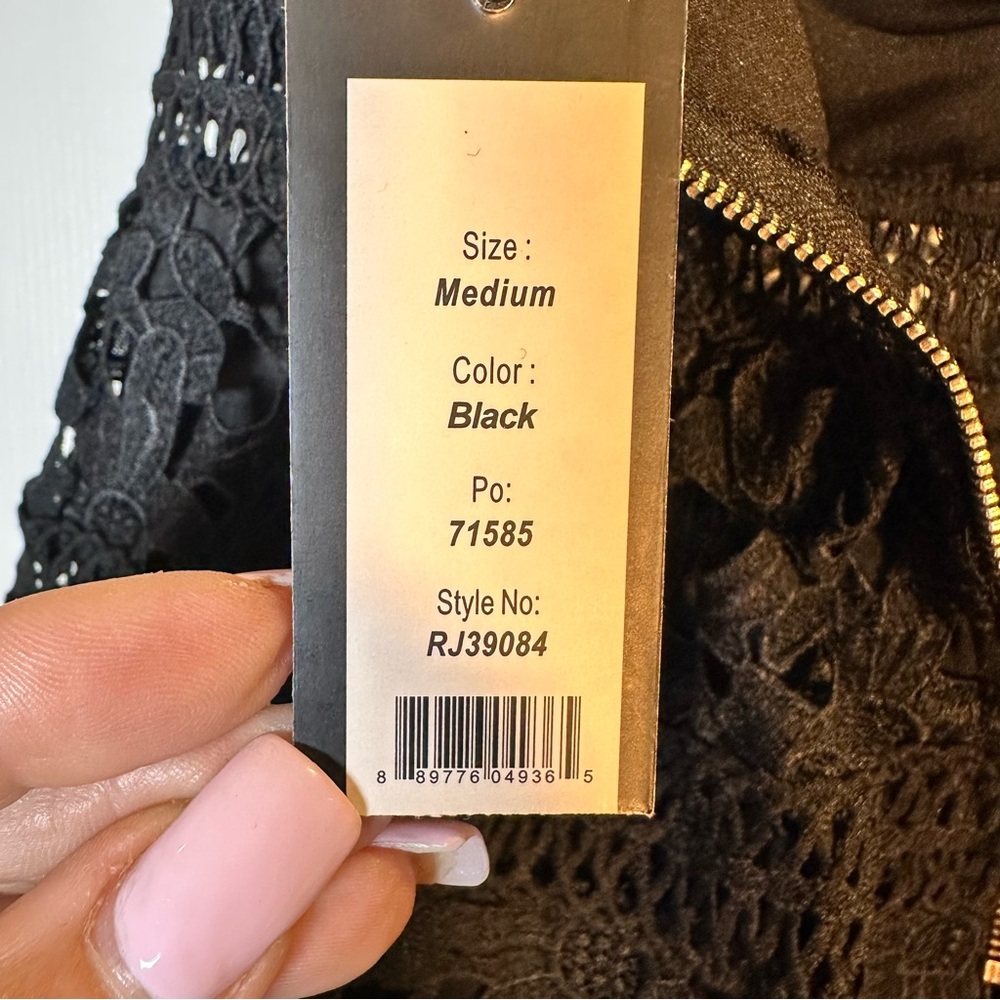 Size :
Medium
Color :
Black
Po:
71585
Style No:
RJ39084
8 89776 04936 5